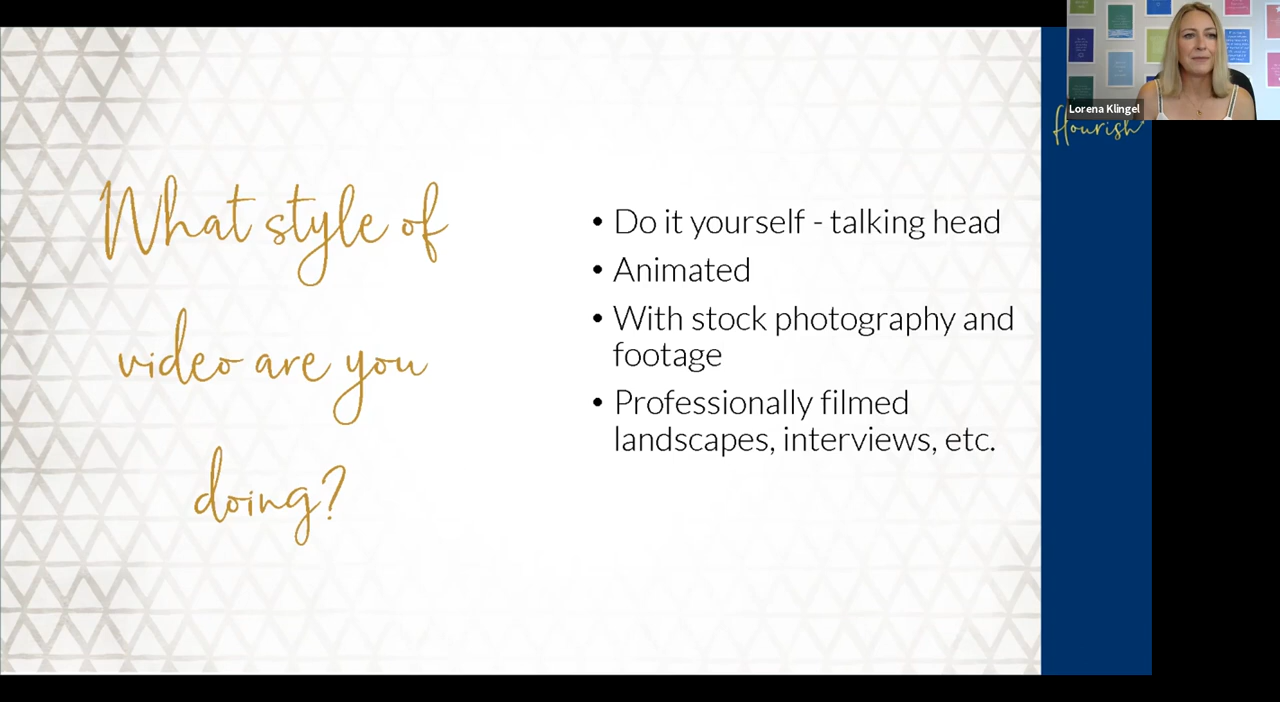 What style of
video are you
doing?
• Do it yourself - talking head
• Animated
• With stock photography and
footage
• Professionally filmed
landscapes, interviews, etc.
Lorena Klingel
flourish